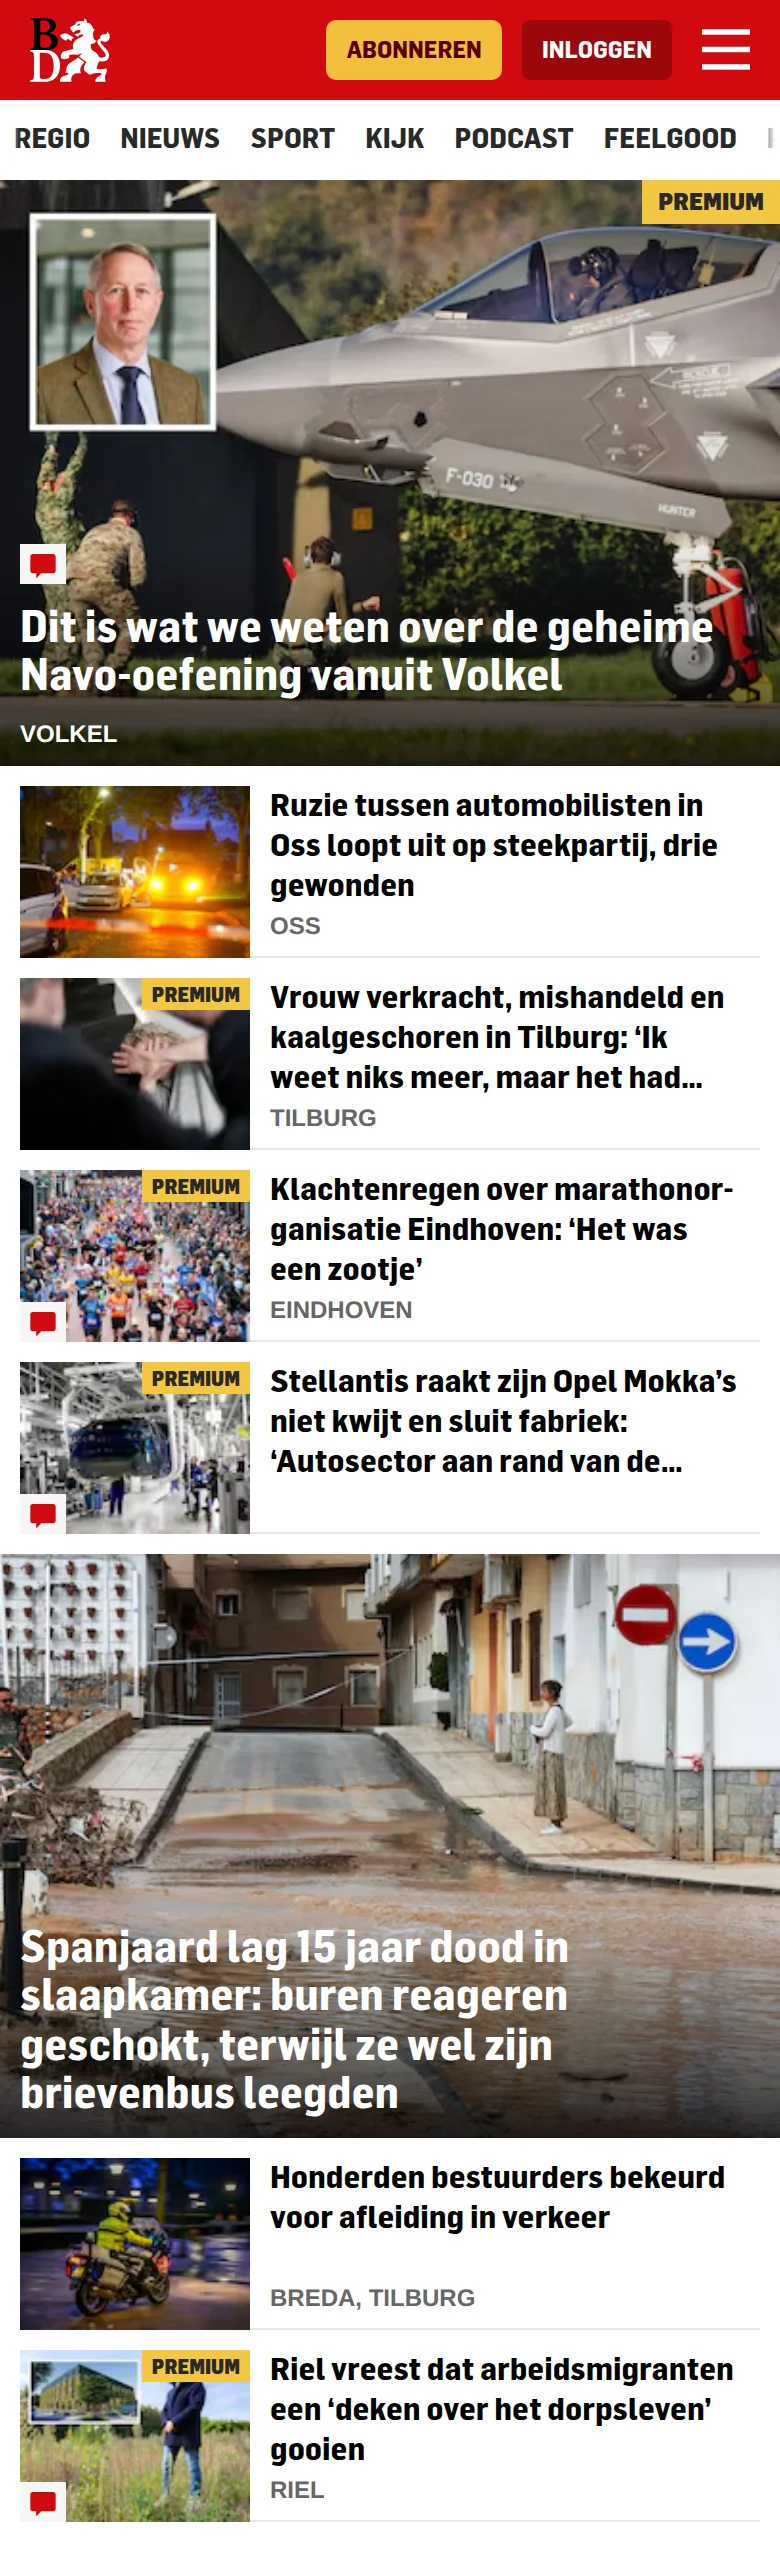 B
D
ABONNEREN
INLOGGEN
REGIO NIEUWS SPORT KIJK PODCAST FEELGOOD
PREMIUM
F-030
HUNTER
Dit is wat we weten over de geheime
Navo-oefening vanuit Volkel
VOLKEL
Ruzie tussen automobilisten in
Oss loopt uit op steekpartij, drie
gewonden
OSS
PREMIUM
Vrouw verkracht, mishandeld en
kaalgeschoren in Tilburg: ‘Ik
weet niks meer, maar het had...
TILBURG
PREMIUM
Klachtenregen over marathonor-
ganisatie Eindhoven: ‘Het was
een zootje’
EINDHOVEN
PREMIUM
Stellantis raakt zijn Opel Mokka’s
niet kwijt en sluit fabriek:
‘Autosector aan rand van de...
Spanjaard lag 15 jaar dood in
slaapkamer: buren reageren
geschokt, terwijl ze wel zijn
brievenbus leegden
Honderden bestuurders bekeurd
voor afleiding in verkeer
BREDA, TILBURG
PREMIUM
Riel vreest dat arbeidsmigranten
een ‘deken over het dorpsleven’
gooien
RIEL